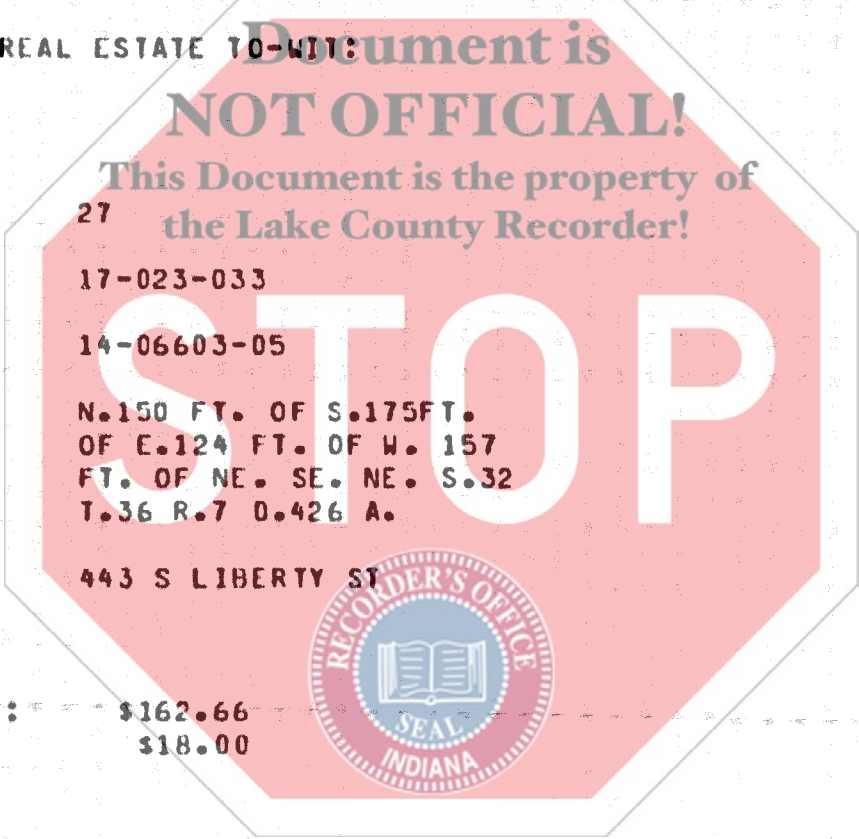 REAL ESTATE TO-WIT:
Document is
NOT OFFICIAL!
This Document is the property of
the Lake County Recorder!
27
17-023-033
14-06603-05
STOP
N.150 FT. OF S.175FT.
OF E.124 FT. OF W. 157
FT. OF NE. SE. NE. S.32
T.36 R.7 0.426 A.
443 S LIBERTY ST
RECORDER'S OFFICE
SEAL
INDIANA
: $162.66
$18.00